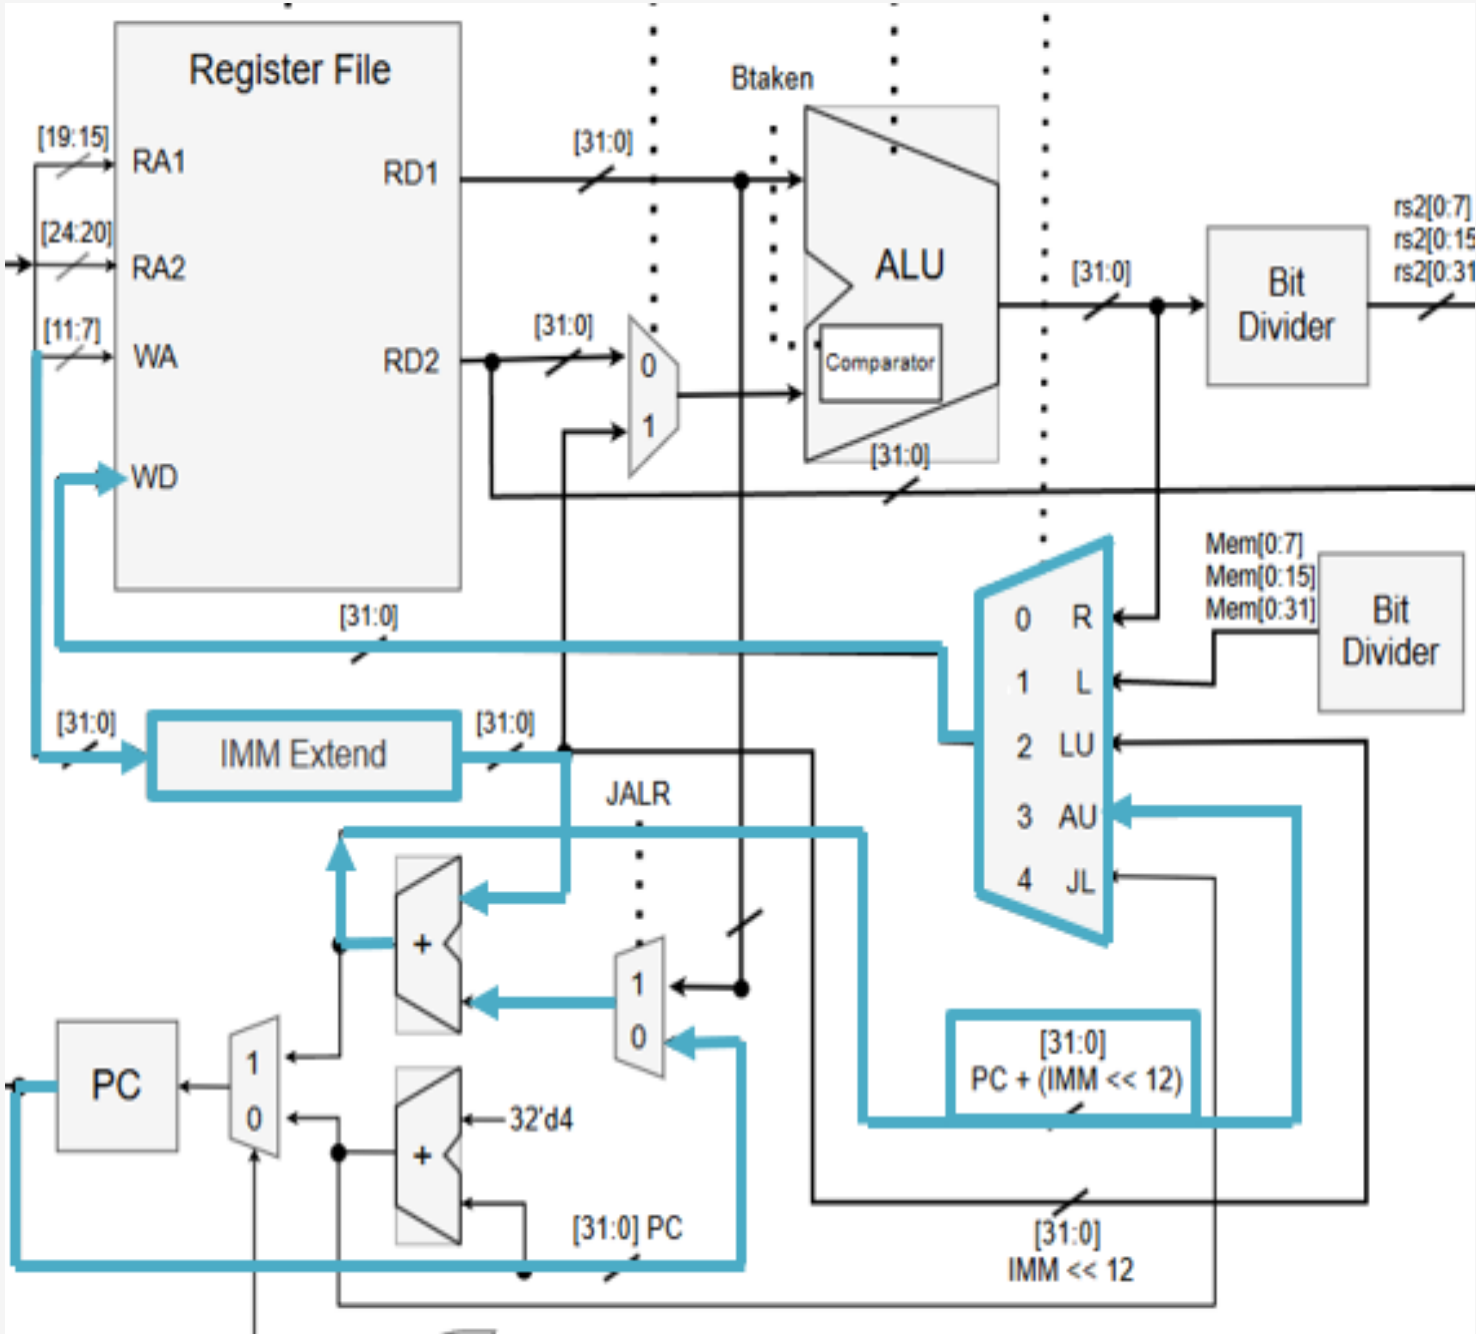 Register File
Btaken
[19:15]
RA1
RD1
[31:0]
[24:20]
RA2
ALU
[31:0]
Bit
Divider
rs2[0:7]
rs2[0:15
rs2[0:31
[11:7]
WA
RD2
[31:0]
0
1
Comparator
[31:0]
WD
Mem[0:7]
Mem[0:15]
Mem[0:31]
Bit
Divider
[31:0]
0 R
1 L
2 LU
3 AU
4 JL
[31:0]
IMM Extend
[31:0]
JALR
+
1
0
PC
1
0
+
32'd4
[31:0]
PC + (IMM << 12)
[31:0] PC
[31:0]
IMM << 12